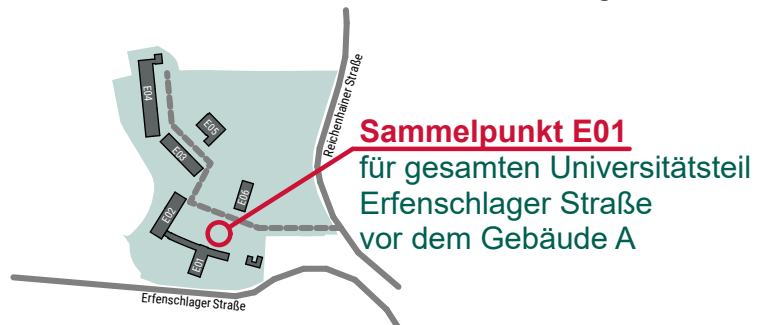 E04
E05
E03
E06
E02
E01
Reichenhainer Straße
Erfenschlager Straße
Sammelpunkt E01
für gesamten Universitätsteil
Erfenschlager Straße
vor dem Gebäude A